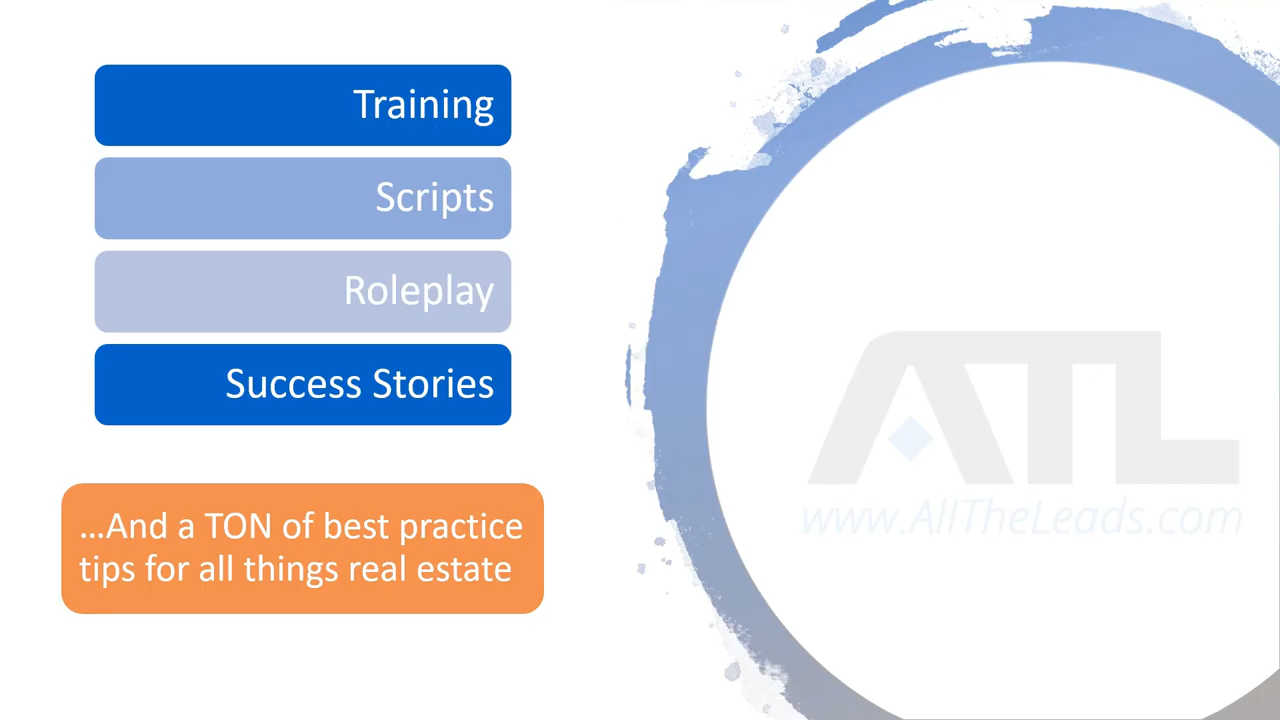 Training
Scripts
Roleplay
Success Stories
...And a TON of best practice
tips for all things real estate
ATL
www.AllTheLeads.com